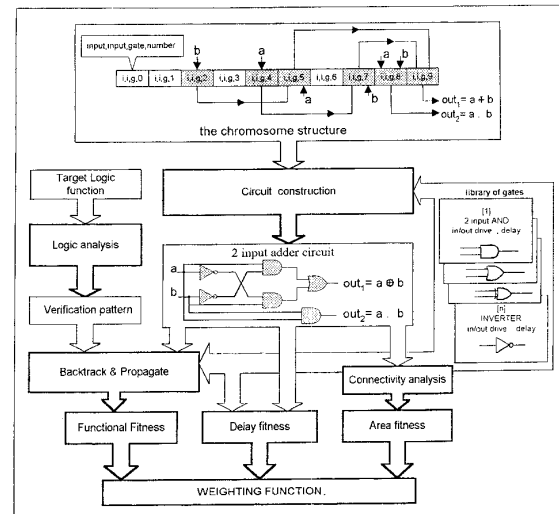 input,input,gate,number
b
a
a
b
i,i,g,0 i,i,g,1 i,i,g,2 i,i,g,3 i,i,g,4 i,i,g,5 i,i,g,6 i,i,g,7 i,i,g,8 i,i,g,9
a
b
out1= a + b
out2= a . b
the chromosome structure
Target Logic
function
Circuit construction
library of gates
[1]
2 input AND
in/out drive , delay
Logic analysis
2 input adder circuit
a
b
out1= a ⊕ b
out2= a . b
[n]
INVERTER
in/out drive , delay
Verification pattern
Backtrack & Propagate
Connectivity analysis
Functional Fitness
Delay fitness
Area fitness
WEIGHTING FUNCTION.